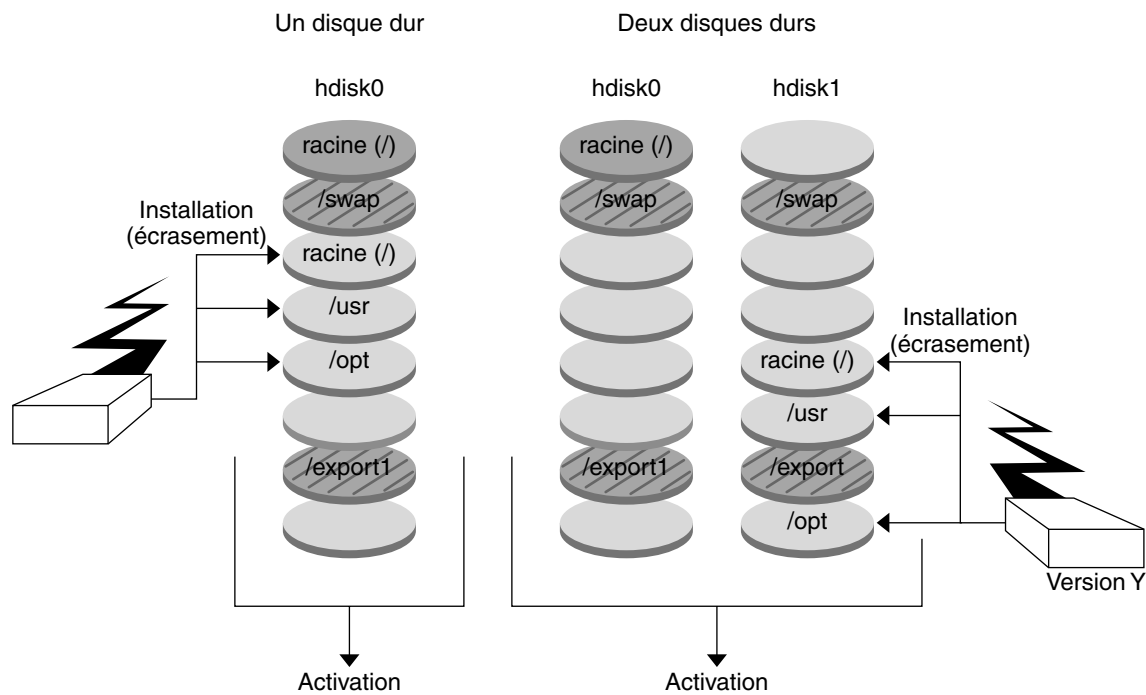 Un disque dur
Deux disques durs
hdisk0
hdisk0
hdisk1
racine (/)
/swap
racine (/)
/usr
/opt
/export1
Installation
(écrasement)
racine (/)
/swap
/export1
/swap
racine (/)
/usr
/export
/opt
Installation
(écrasement)
Version Y
Activation
Activation